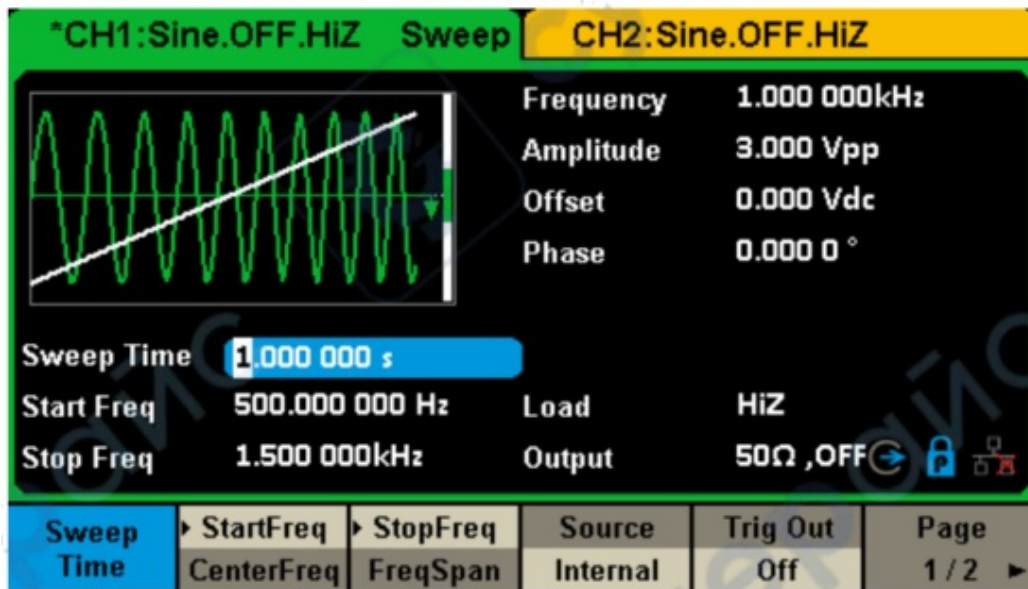 *CH1:Sine.OFF.HiZ Sweep CH2:Sine.OFF.HiZ
Frequency 1.000 000kHz
Amplitude 3.000 Vpp
Offset 0.000 Vdc
Phase 0.000 0 °
Sweep Time 1.000 000 s
Start Freq 500.000 000 Hz Load HiZ
Stop Freq 1.500 000kHz Output 50Ω ,OFF P
Sweep Time StartFreq StopFreq Source Trig Out Page
CenterFreq FreqSpan Internal Off 1/2